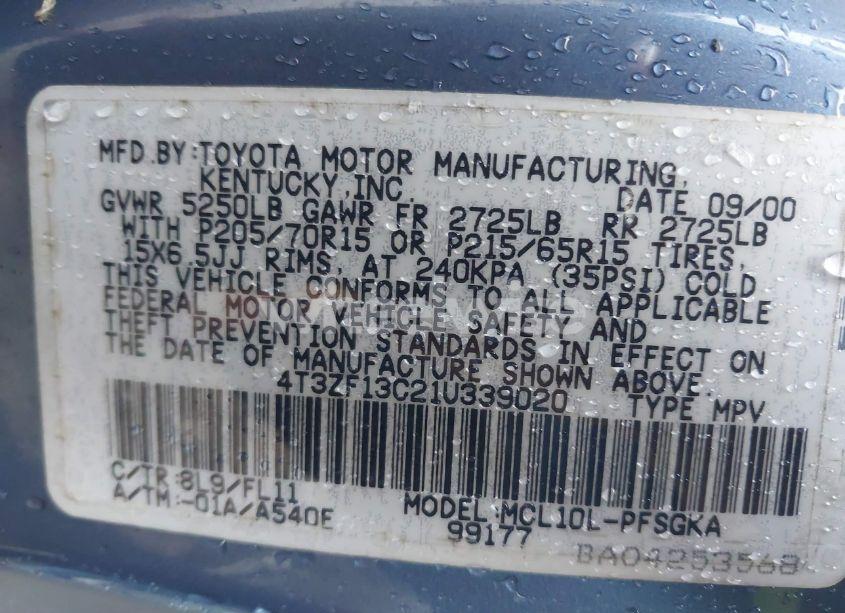 MFD.BY:TOYOTA MOTOR MANUFACTURING,
KENTUCKY,INC. DATE 09/00
GVWR 5250LB GAWR FR 2725LB RR 2725LB
WITH P205/70R15 OR P215/65R15 TIRES,
15X6.5JJ RIMS, AT 240KPA (35PSI) COLD
THIS VEHICLE CONFORMS TO ALL APPLICABLE
FEDERAL MOTOR VEHICLE SAFETY AND
THEFT PREVENTION STANDARDS IN EFFECT ON
THE DATE OF MANUFACTURE SHOWN ABOVE.
4T3ZF13C21U339020 TYPE MPV
C/TR:8L9/FL11
A/TM:-01A/A540E
MODEL:MCL10L-PFSGKA
99177
BA04253568